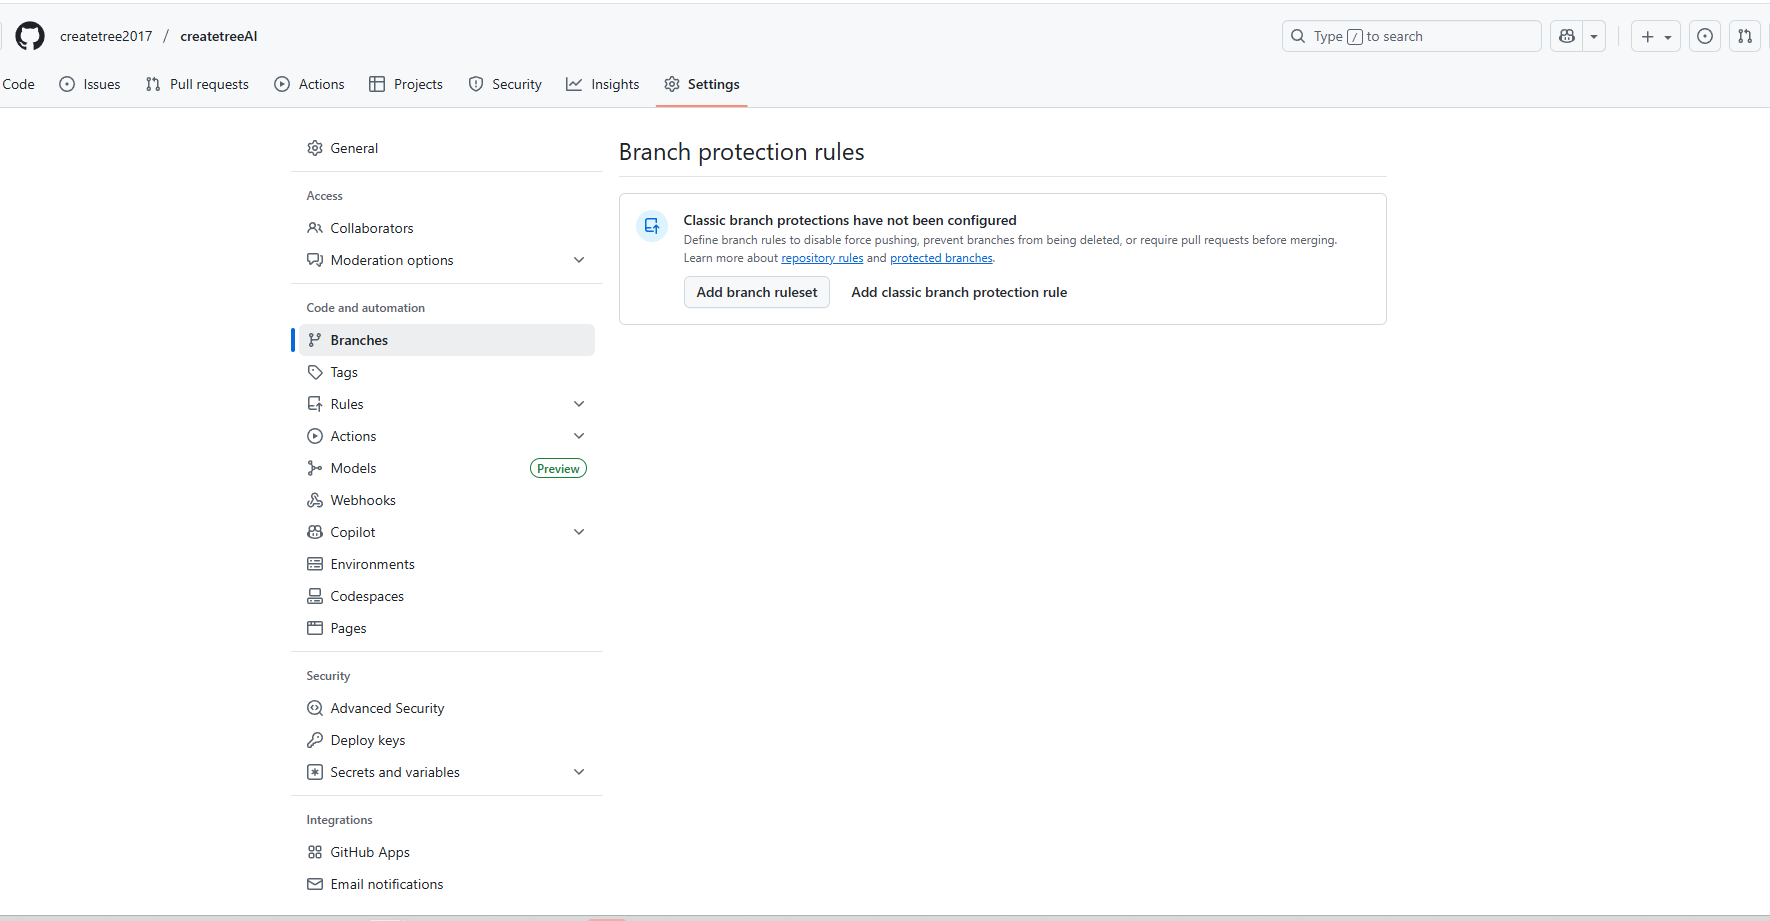 createtree2017 / createtreeAI
Type / to search
Code Issues Pull requests Actions Projects Security Insights Settings
General
Access
Collaborators
Moderation options
Code and automation
Branches
Tags
Rules
Actions
Models Preview
Webhooks
Copilot
Environments
Codespaces
Pages
Security
Advanced Security
Deploy keys
Secrets and variables
Integrations
GitHub Apps
Email notifications
Branch protection rules
Classic branch protections have not been configured
Define branch rules to disable force pushing, prevent branches from being deleted, or require pull requests before merging.
Learn more about repository rules and protected branches.
Add branch ruleset Add classic branch protection rule